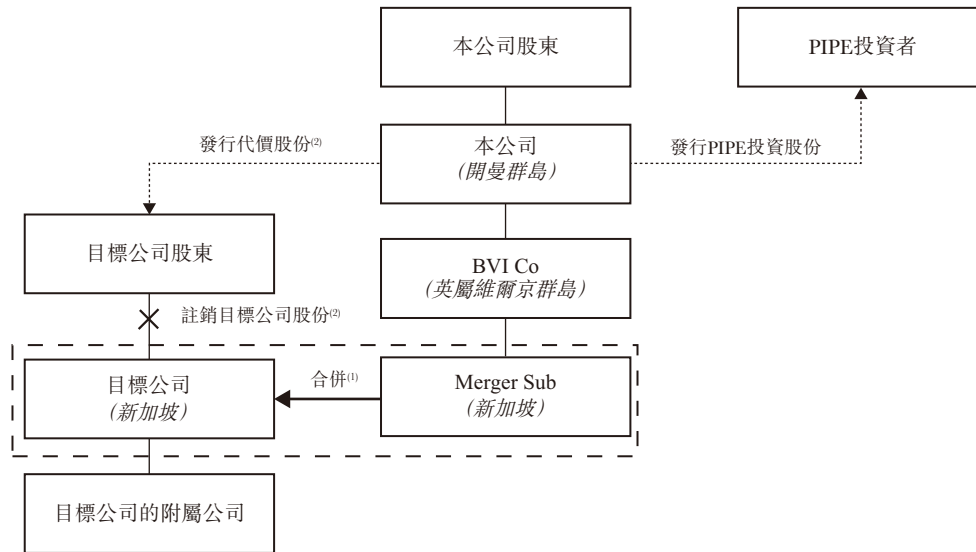 本公司股東
PIPE投資者
發行代價股份(2)
本公司
(開曼群島)
發行PIPE投資股份
目標公司股東
BVI Co
(英屬維爾京群島)
註銷目標公司股份(2)
目標公司
(新加坡)
合併(1)
Merger Sub
(新加坡)
目標公司的附屬公司